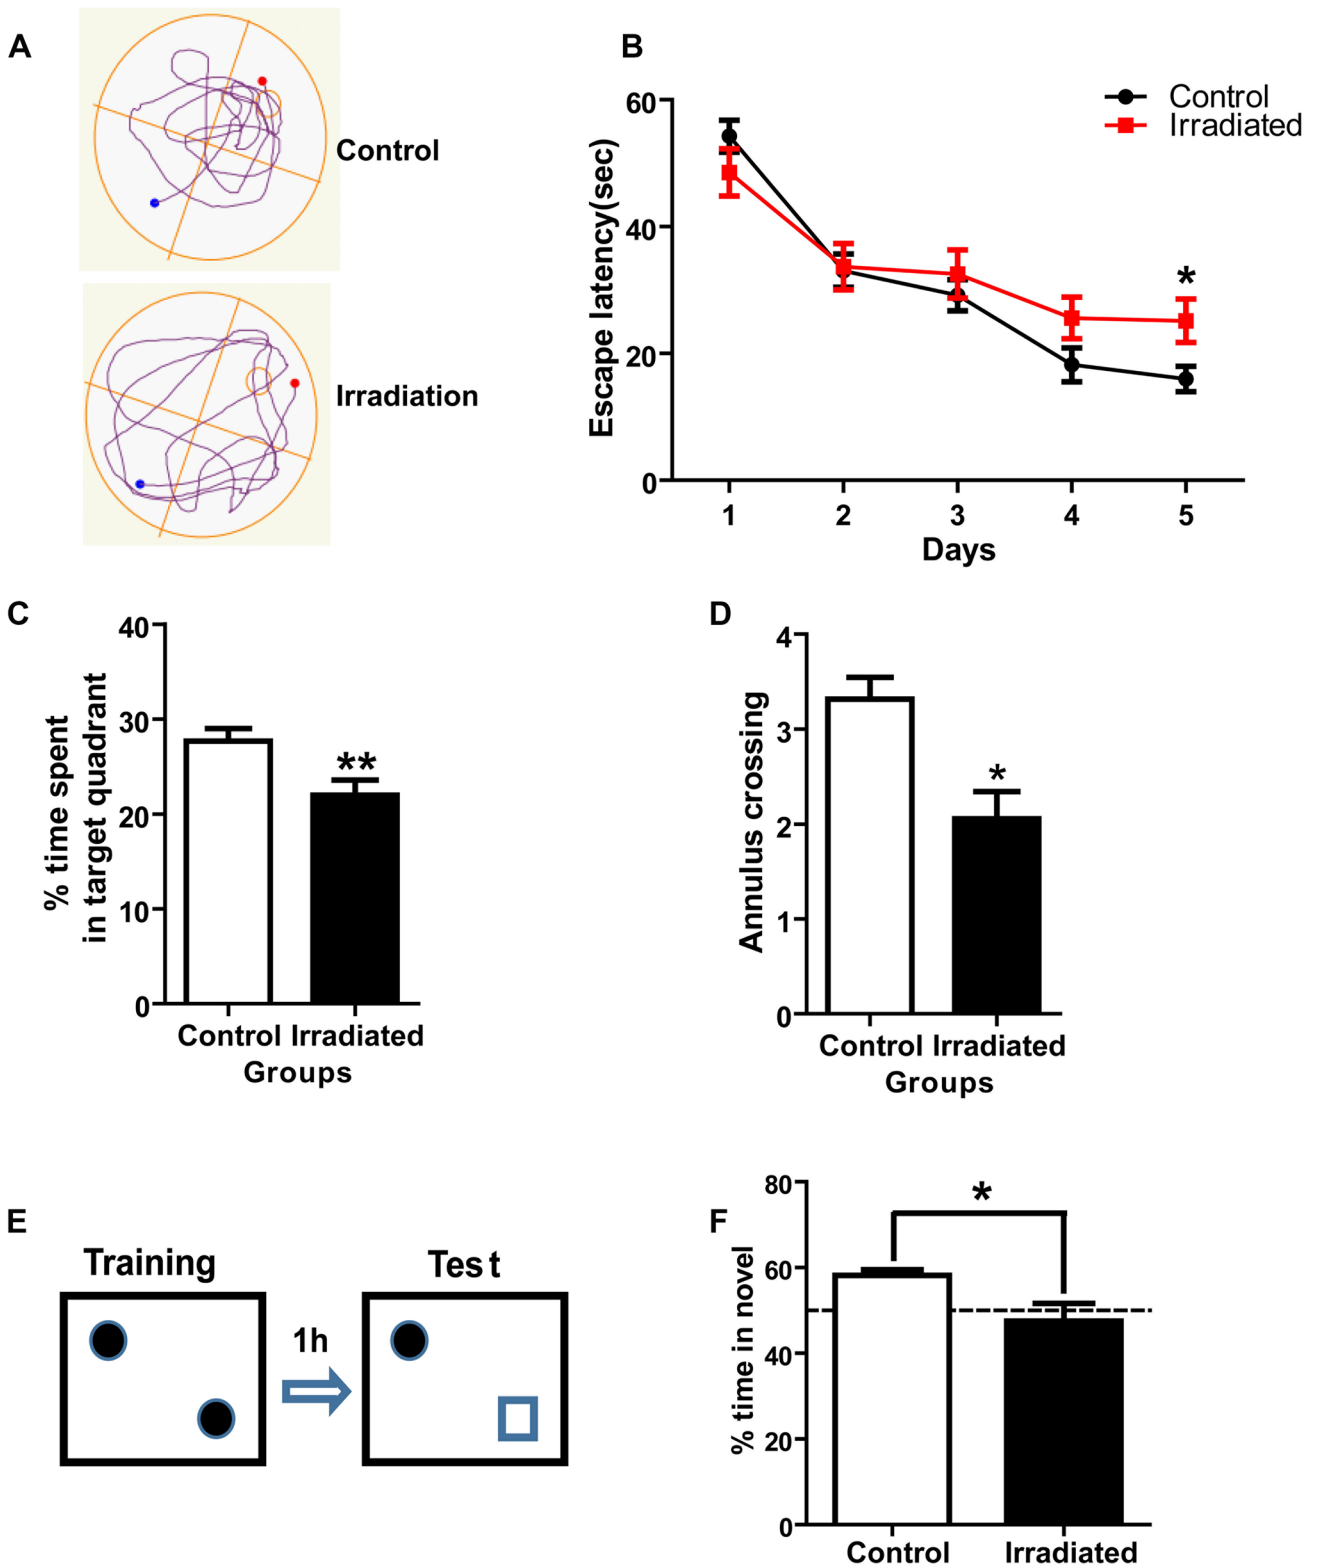 A
Control
Irradiation
B
Control
Irradiated
60
40
20
0
Escape latency(sec)
*
1 2 3 4 5
Days
C
40
30
20
10
0
% time spent
in target quadrant
**
Control Irradiated
Groups
D
4
3
2
1
0
Annulus crossing
*
Control Irradiated
Groups
E
Training
1h
Test
F
80
60
40
20
0
% time in novel
*
Control Irradiated